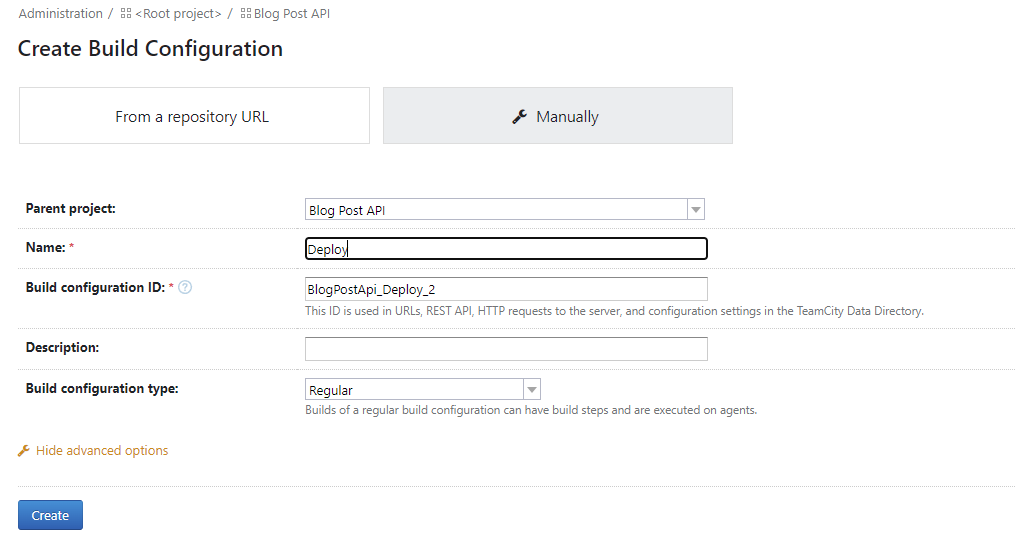 Administration / <Root project> / Blog Post API
Create Build Configuration
From a repository URL
Manually
Parent project:
Blog Post API
Name: *
Deploy
Build configuration ID: * ?
BlogPostApi_Deploy_2
This ID is used in URLs, REST API, HTTP requests to the server, and configuration settings in the TeamCity Data Directory.
Description:
Build configuration type:
Regular
Builds of a regular build configuration can have build steps and are executed on agents.
Hide advanced options
Create